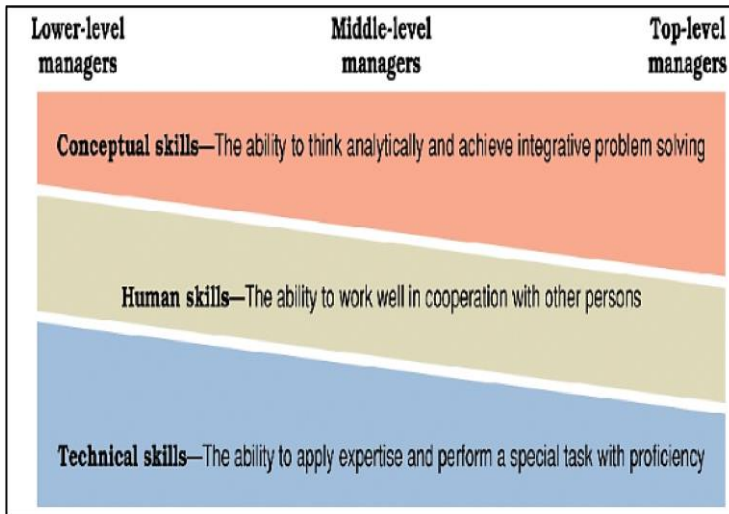 Lower-level managers
Middle-level managers
Top-level managers
Conceptual skills—The ability to think analytically and achieve integrative problem solving
Human skills—The ability to work well in cooperation with other persons
Technical skills—The ability to apply expertise and perform a special task with proficiency